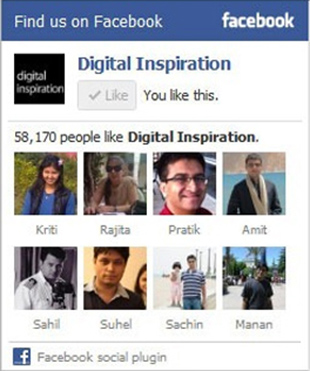 Find us on Facebook facebook
digital inspiration
Digital Inspiration
Like You like this.
58,170 people like Digital Inspiration.
Kriti Rajita Pratik Amit
Sahil Suhel Sachin Manan
f Facebook social plugin